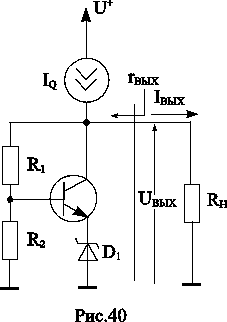 U⁺
I_Q
r_ВЫХ
I_ВЫХ
R₁
U_ВЫХ
R_Н
R₂
D₁
Рис.40